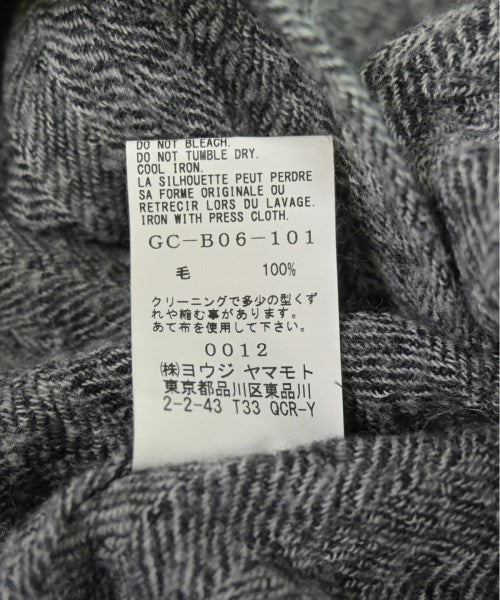 DO NOT BLEACH.
DO NOT TUMBLE DRY.
COOL IRON.
LA SILHOUETTE PEUT PERDRE
SA FORME ORIGINALE OU
RETRECIR LORS DU LAVAGE.
IRON WITH PRESS CLOTH.
GC-B06-101
毛 100%
クリーニングで多少の型くず
れや縮む事があります。
あて布を使用して下さい。
0012
㈱ヨウジ ヤマモト
東京都品川区東品川
2-2-43 T33 QCR-Y